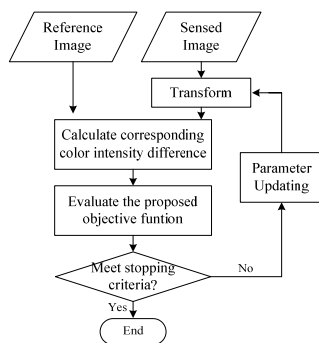 Reference
Image
Sensed
Image
Transform
Calculate corresponding
color intensity difference
Parameter
Updating
Evaluate the proposed
objective funtion
Meet stopping
criteria?
No
Yes
End